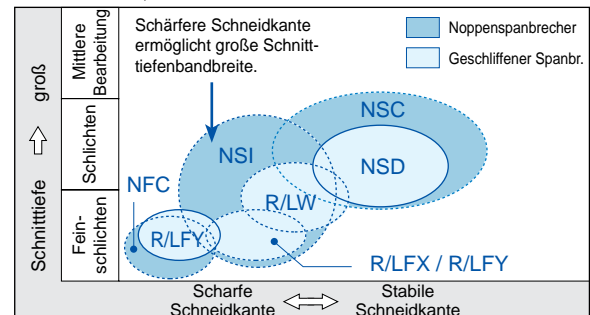 Schärfere Schneidkante
ermöglicht große Schnitt-
tiefenbandbreite.
Noppenspanbrecher
Geschliffener Spanbr.
Schnitttiefe
groß
Mittlere
Bearbeitung
Schlichten
Fein-
schlichten
NSC
NSI
NSD
NFC
R/LW
R/LFY
R/LFX / R/LFY
Scharfe
Schneidkante
Stabile
Schneidkante